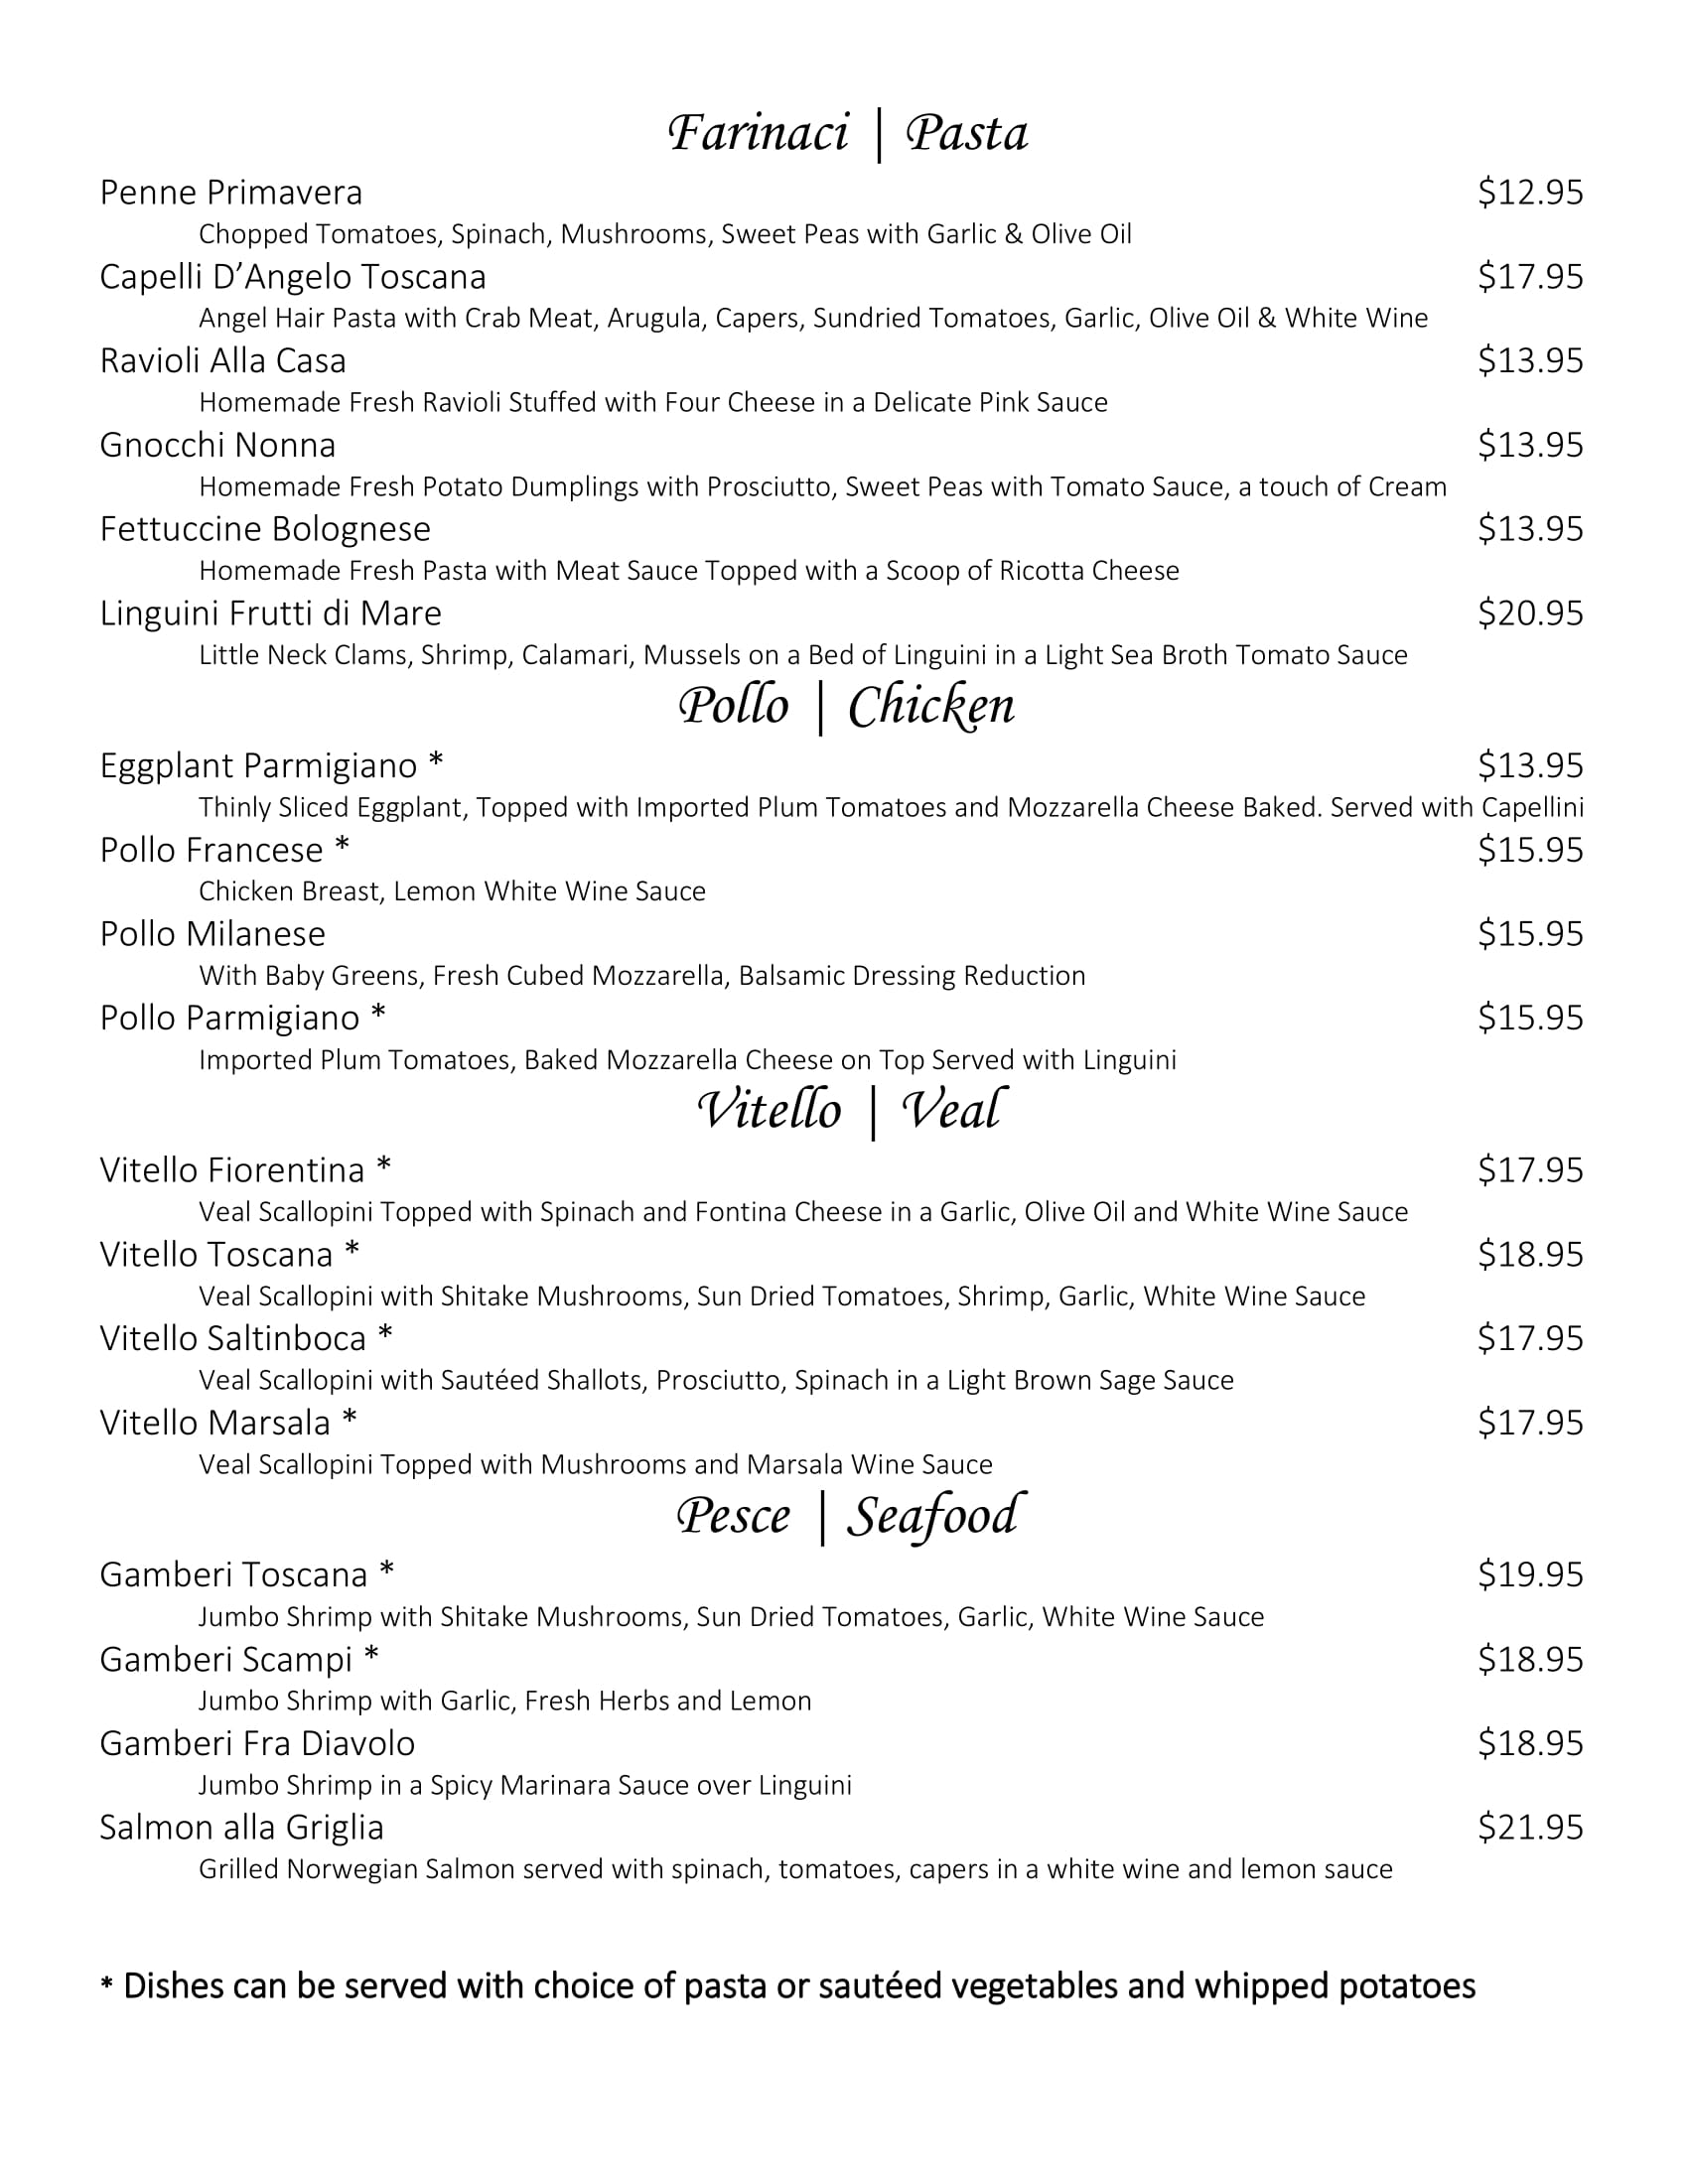 Farinaci | Pasta
Penne Primavera $12.95
Chopped Tomatoes, Spinach, Mushrooms, Sweet Peas with Garlic & Olive Oil
Capelli D’Angelo Toscana $17.95
Angel Hair Pasta with Crab Meat, Arugula, Capers, Sundried Tomatoes, Garlic, Olive Oil & White Wine
Ravioli Alla Casa $13.95
Homemade Fresh Ravioli Stuffed with Four Cheese in a Delicate Pink Sauce
Gnocchi Nonna $13.95
Homemade Fresh Potato Dumplings with Prosciutto, Sweet Peas with Tomato Sauce, a touch of Cream
Fettuccine Bolognese $13.95
Homemade Fresh Pasta with Meat Sauce Topped with a Scoop of Ricotta Cheese
Linguini Frutti di Mare $20.95
Little Neck Clams, Shrimp, Calamari, Mussels on a Bed of Linguini in a Light Sea Broth Tomato Sauce
Pollo | Chicken
Eggplant Parmigiano * $13.95
Thinly Sliced Eggplant, Topped with Imported Plum Tomatoes and Mozzarella Cheese Baked. Served with Capellini
Pollo Francese * $15.95
Chicken Breast, Lemon White Wine Sauce
Pollo Milanese $15.95
With Baby Greens, Fresh Cubed Mozzarella, Balsamic Dressing Reduction
Pollo Parmigiano * $15.95
Imported Plum Tomatoes, Baked Mozzarella Cheese on Top Served with Linguini
Vitello | Veal
Vitello Fiorentina * $17.95
Veal Scallopini Topped with Spinach and Fontina Cheese in a Garlic, Olive Oil and White Wine Sauce
Vitello Toscana * $18.95
Veal Scallopini with Shitake Mushrooms, Sun Dried Tomatoes, Shrimp, Garlic, White Wine Sauce
Vitello Saltinboca * $17.95
Veal Scallopini with Sautéed Shallots, Prosciutto, Spinach in a Light Brown Sage Sauce
Vitello Marsala * $17.95
Veal Scallopini Topped with Mushrooms and Marsala Wine Sauce
Pesce | Seafood
Gamberi Toscana * $19.95
Jumbo Shrimp with Shitake Mushrooms, Sun Dried Tomatoes, Garlic, White Wine Sauce
Gamberi Scampi * $18.95
Jumbo Shrimp with Garlic, Fresh Herbs and Lemon
Gamberi Fra Diavolo $18.95
Jumbo Shrimp in a Spicy Marinara Sauce over Linguini
Salmon alla Griglia $21.95
Grilled Norwegian Salmon served with spinach, tomatoes, capers in a white wine and lemon sauce
* Dishes can be served with choice of pasta or sautéed vegetables and whipped potatoes